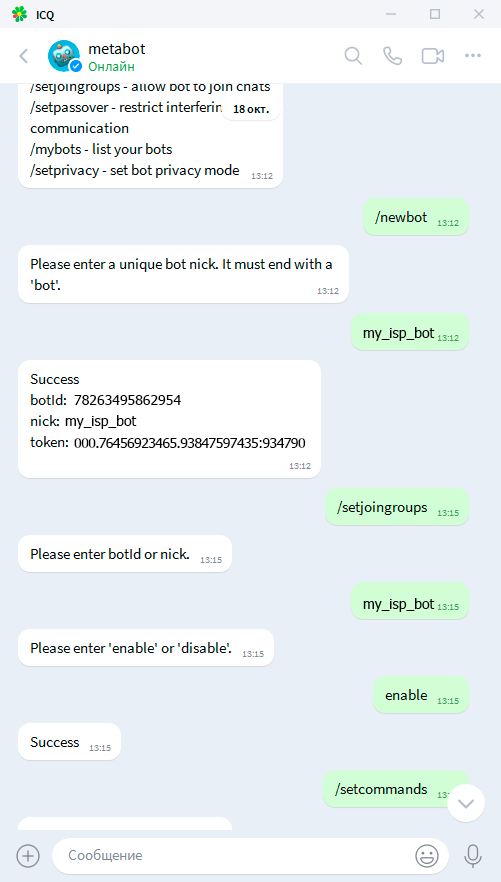 ICQ
metabot
Онлайн
/setjoingroups - allow bot to join chats
/setpassover - restrict interferin
18 окт.
communication
/mybots - list your bots
/setprivacy - set bot privacy mode 13:12
/newbot 13:12
Please enter a unique bot nick. It must end with a
'bot'.
13:12
my_isp_bot 13:12
Success
botId: 78263495862954
nick: my_isp_bot
token: 000.76456923465.93847597435:934790
13:12
/setjoingroups 13:15
Please enter botId or nick. 13:15
my_isp_bot 13:15
Please enter 'enable' or 'disable'. 13:15
enable 13:15
Success 13:15
/setcommands
Сообщение